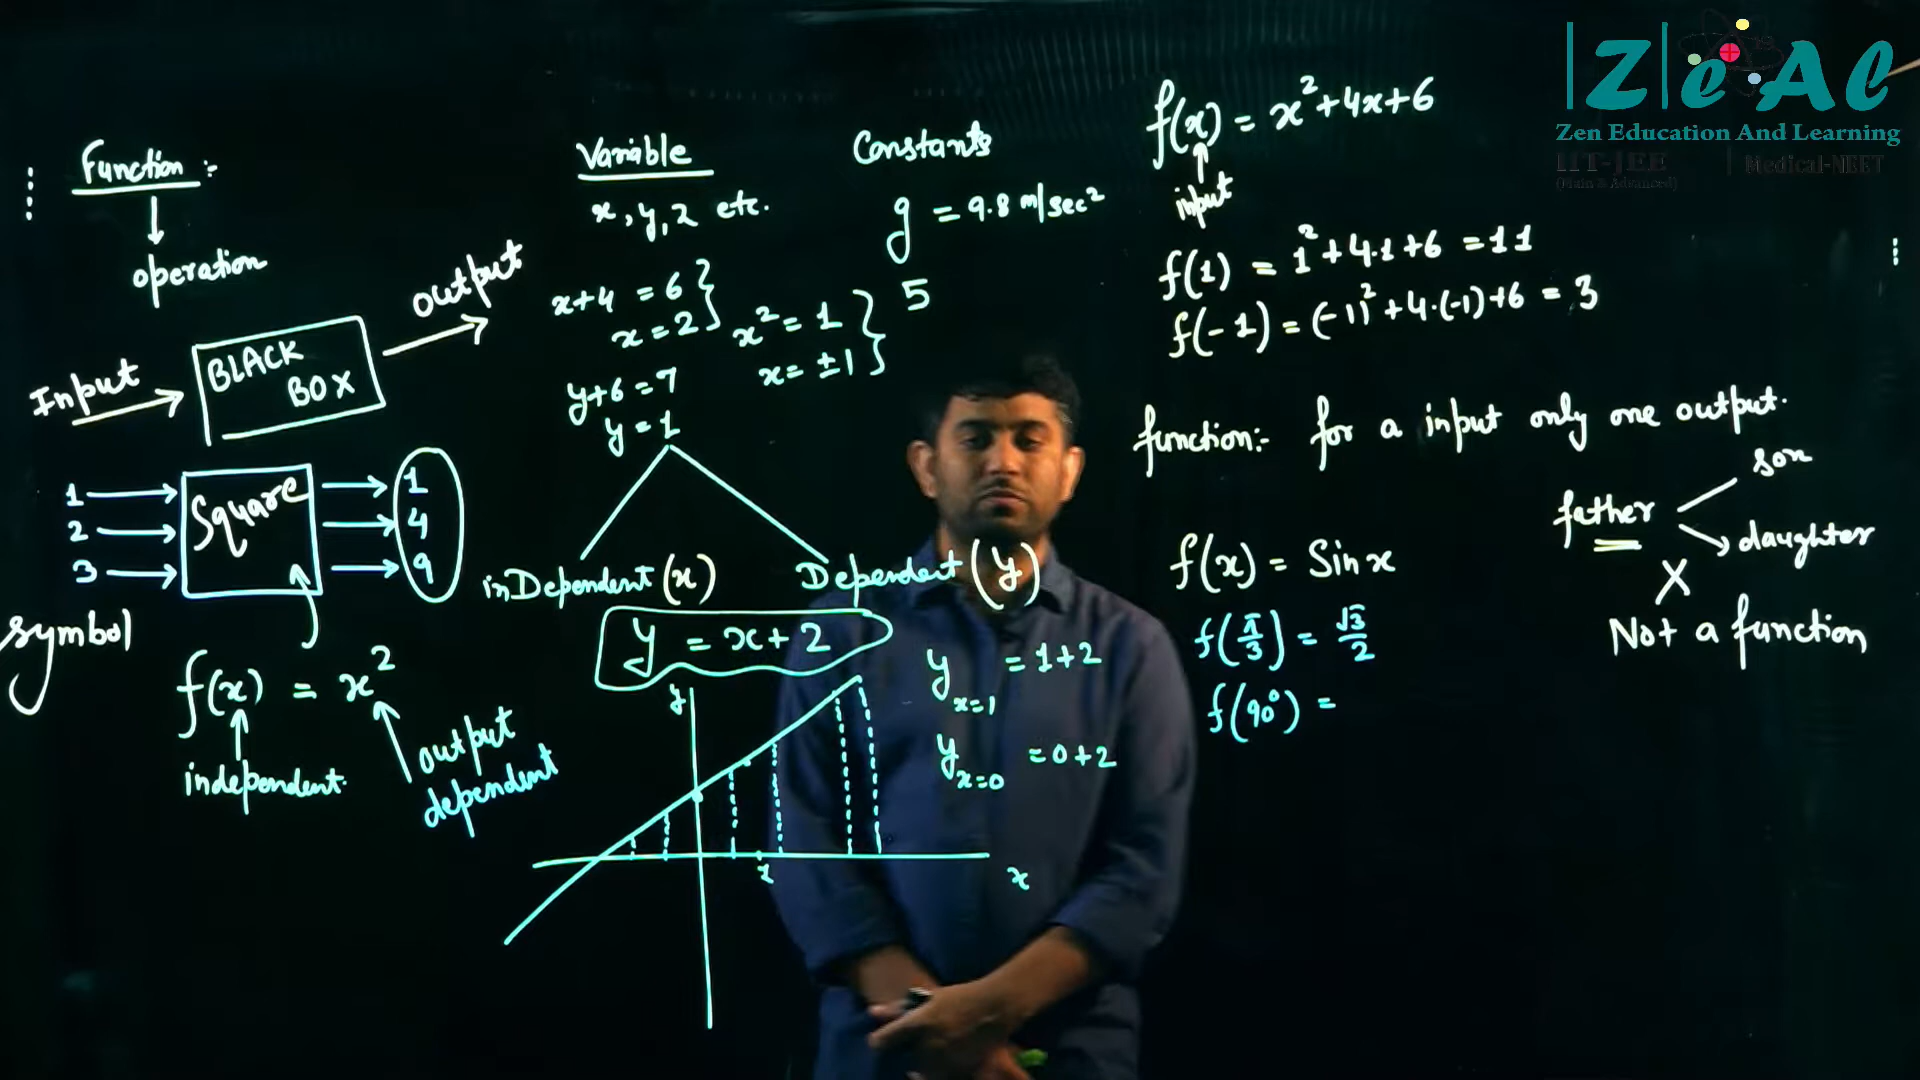 Function :-
operation
Input
BLACK
BOX
output
1
2
3
Square
1
4
9
symbol
f(x) = x²
independent.
output
dependent
Variable
x, y, z etc.
x+4 = 6
x = 2
y+6 = 7
y = 1
x² = 1
x = ±1
Constants
g = 9.8 m/sec²
5
inDependent (x)
Dependent (y)
y = x+2
y
x
x
y x=1 = 1+2
y x=0 = 0+2
f(x) = x²+4x+6
input
f(1) = 1²+4.1+6 = 11
f(-1) = (-1)²+4.(-1)+6 = 3
function:- for a input only one output.
father
son
daughter
X
Not a function
f(x) = Sin x
f(π/3) = √3/2
f(90°) =
|Z|eAl
Zen Education And Learning
IIT-JEE | Medical-NEET
(Main & Advanced)